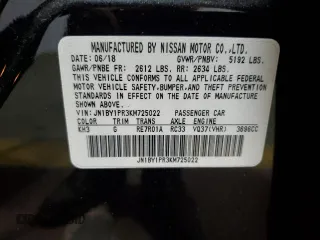 MANUFACTURED BY NISSAN MOTOR CO.,LTD.
DATE: 06/18 GVWR/PNBV: 5192 LBS.
GAWR/PNBE FR: 2612 LBS. RR: 2634 LBS.
THIS VEHICLE CONFORMS TO ALL APPLICABLE FEDERAL
MOTOR VEHICLE SAFETY, BUMPER, AND THEFT
PREVENTION STANDARDS IN EFFECT ON THE DATE OF
MANUFACTURE SHOWN ABOVE.
VIN: JN1BY1PR3KM725022 PASSENGER CAR
COLOR TRIM TRANS AXLE ENGINE
KH3 G RE7R01A RC33 VQ37(VHR) 3696CC
JN1BY1PR3KM725022